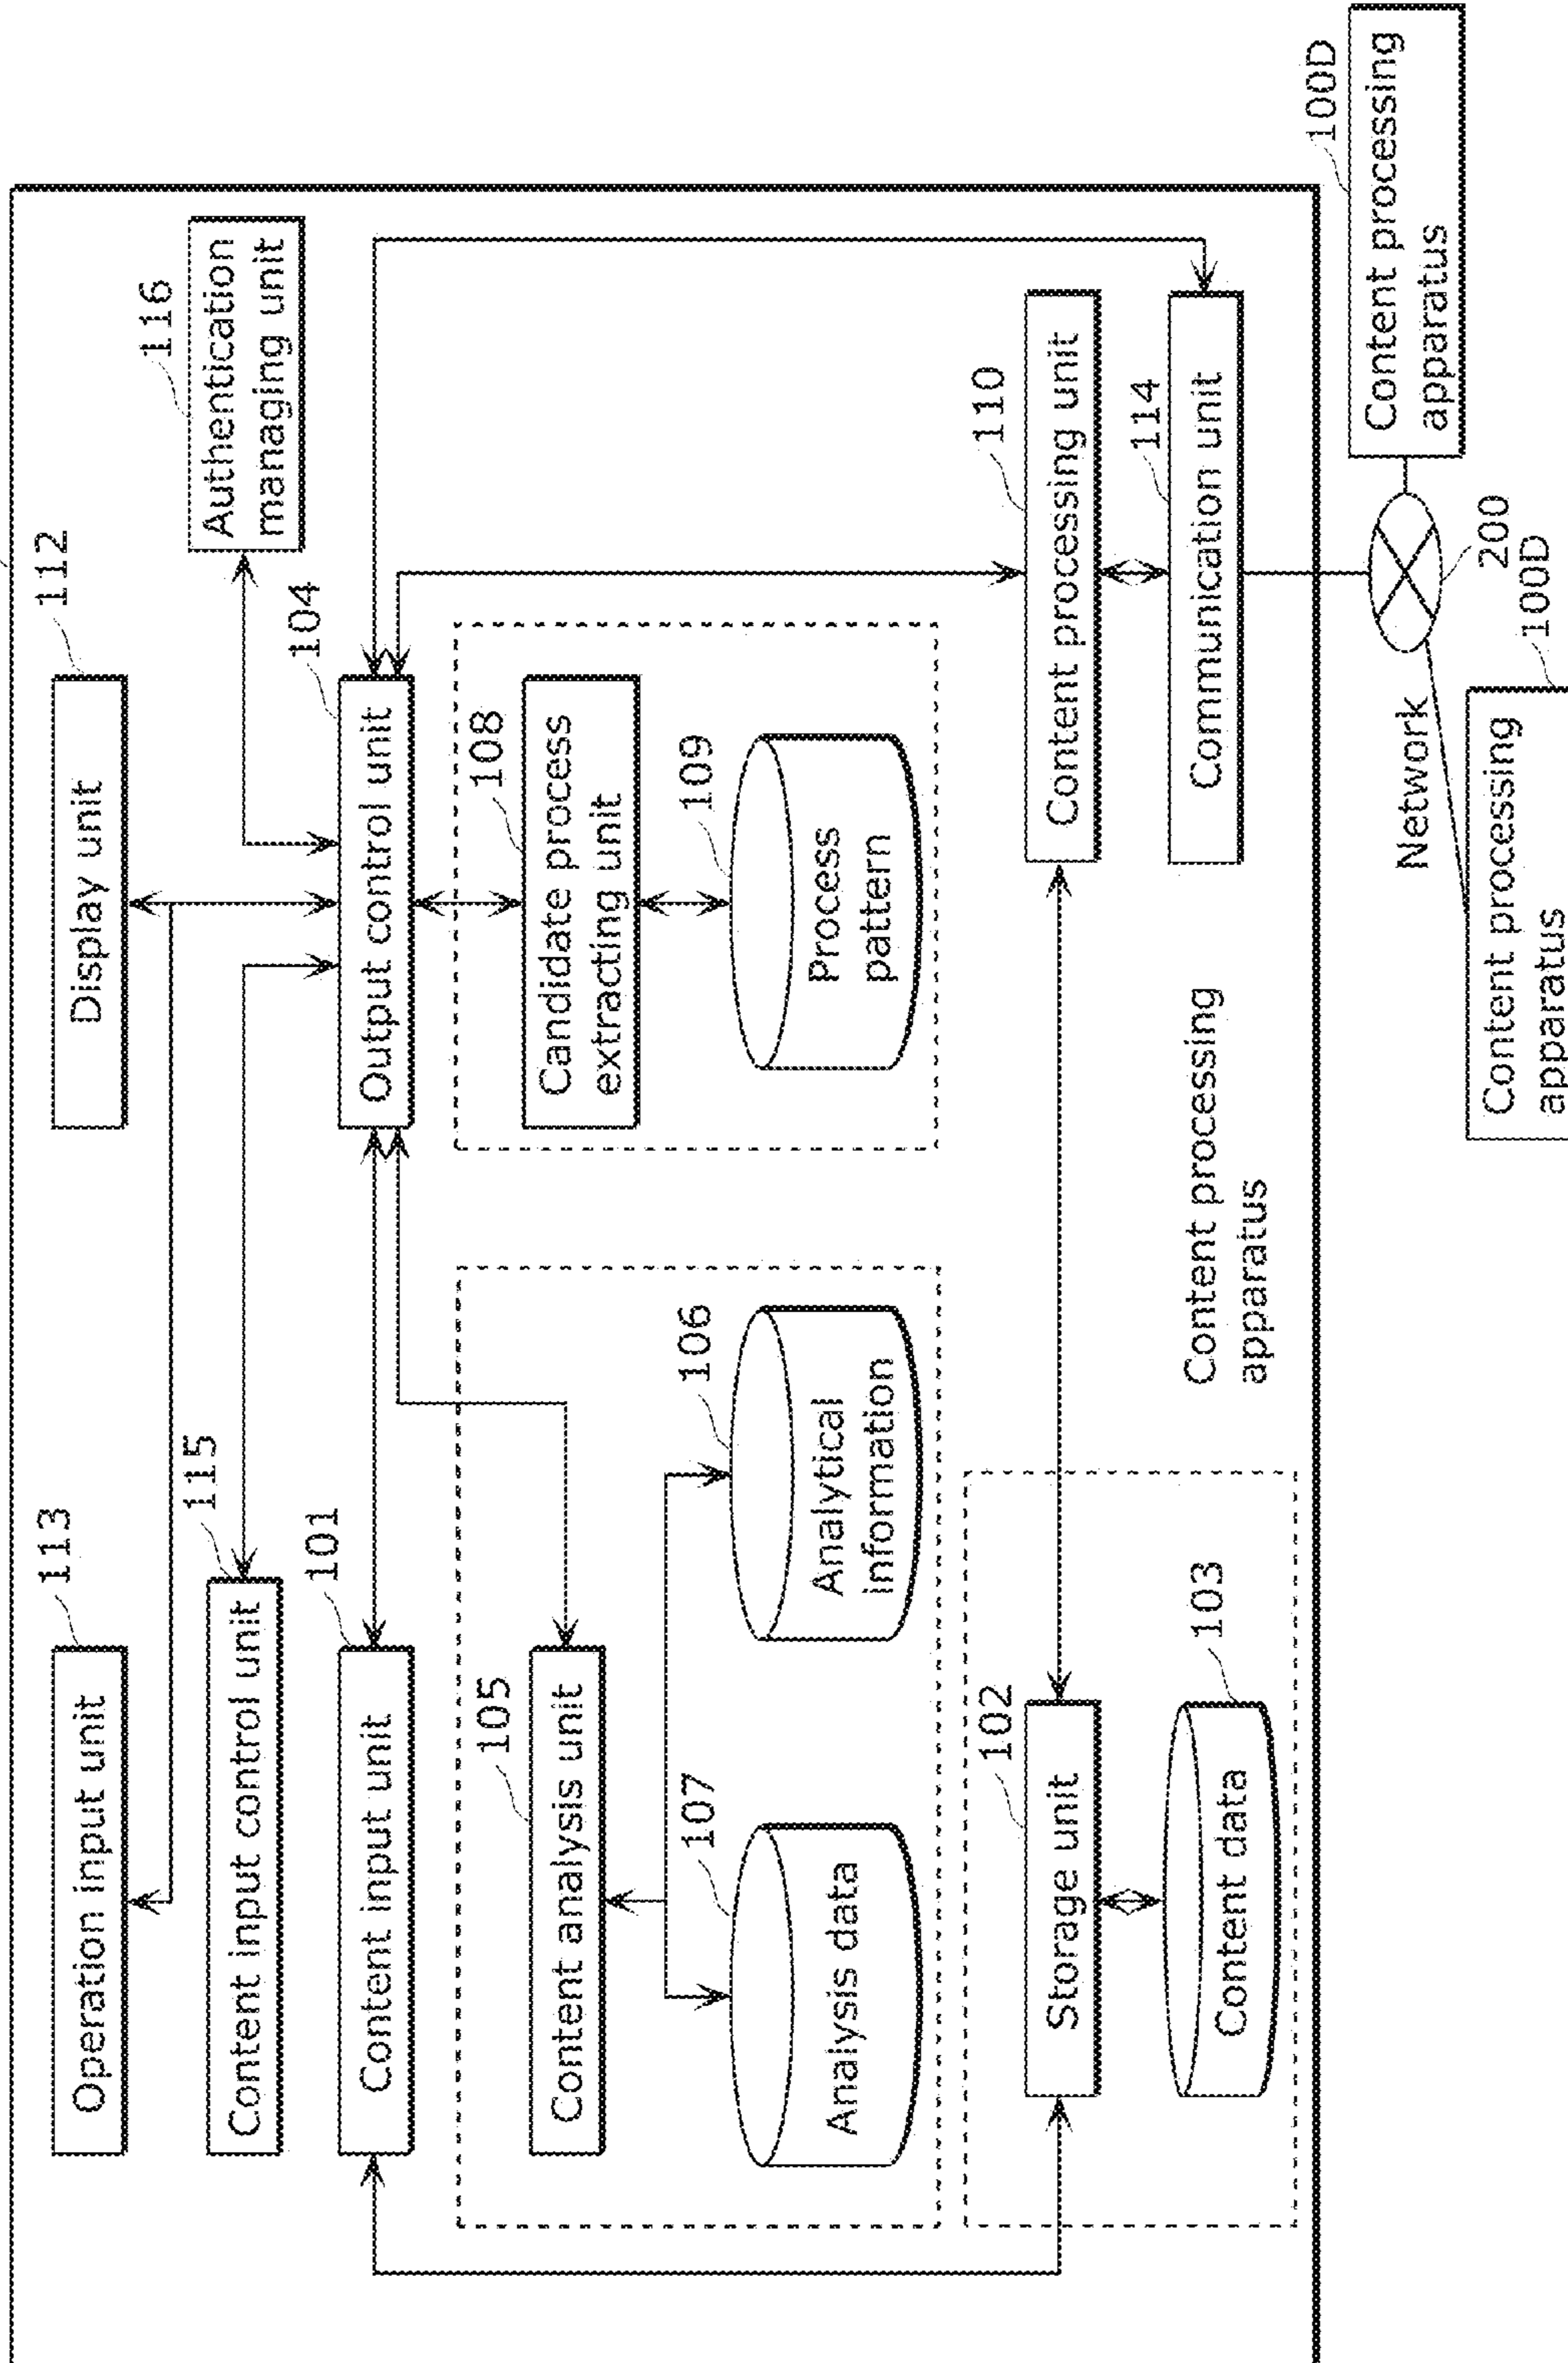 113
Operation input unit
112
Display unit
115
Content input control unit
116
Authentication
managing unit
101
Content input unit
104
Output control unit
105
Content analysis unit
108
Candidate process
extracting unit
107
Analysis data
106
Analytical
information
109
Process
pattern
102
Storage unit
110
Content processing unit
103
Content data
114
Communication unit
Content processing
apparatus
Network
200
100D
Content processing
apparatus
100D
Content processing
apparatus